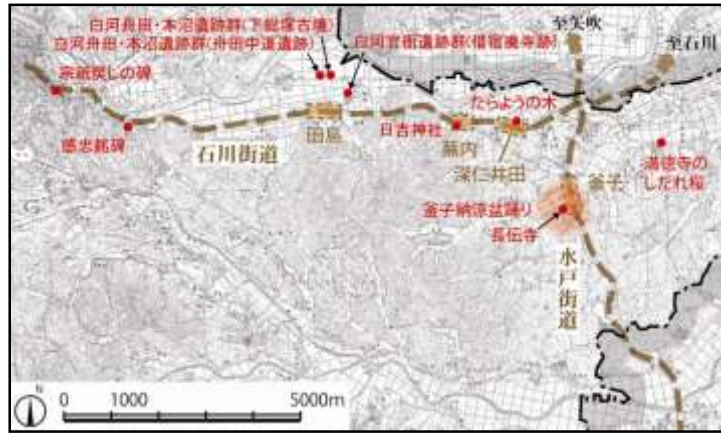 白河舟田・本沼遺跡群(下総塚古墳)
白河舟田・本沼遺跡群(舟田中道遺跡)
白河官衙遺跡群(借宿廃寺跡)
至矢吹
至石川
宗祇戻しの碑
感忠銘碑
石川街道
田島
日吉神社
たらようの木
蕪内
深仁井田
釜子
満徳寺の
しだれ桜
釜子納涼盆踊り
長伝寺
水戸街道
N
0 1000 5000m